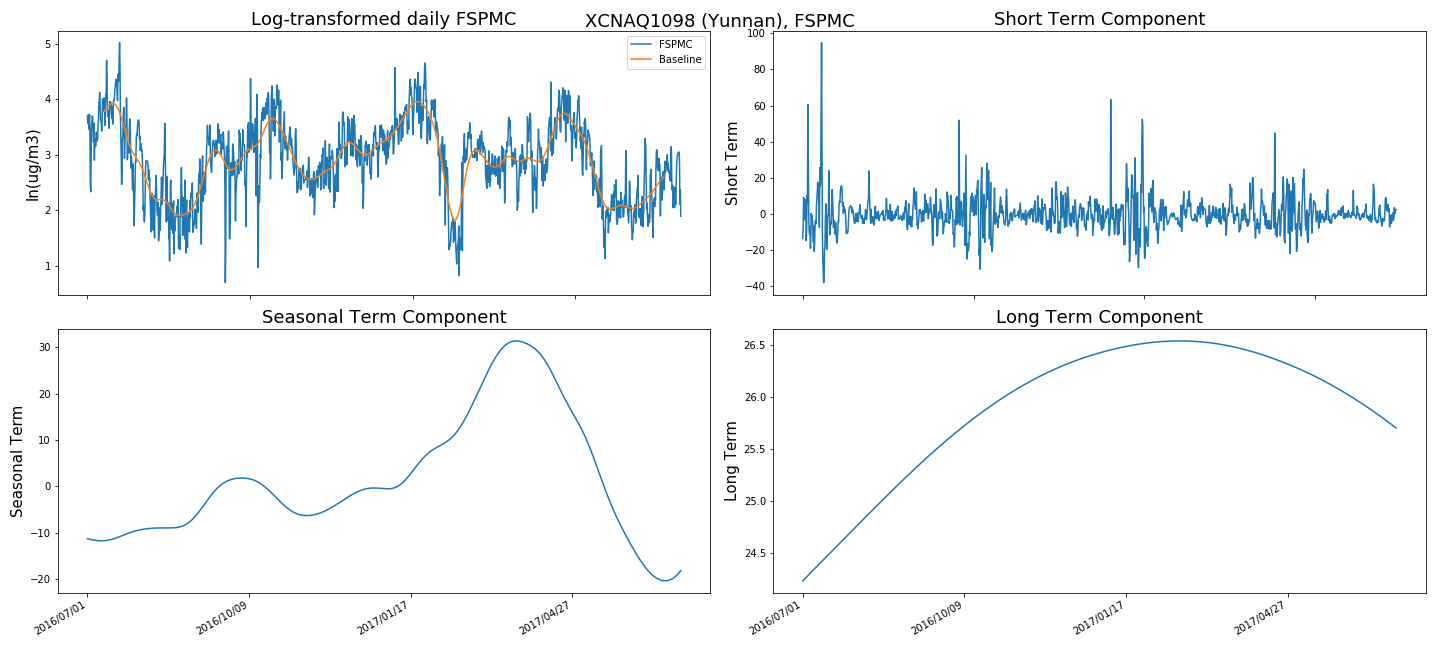 XCNAQ1098 (Yunnan), FSPMC
Log-transformed daily FSPMC
ln(ug/m3)
5
4
3
2
1
FSPMC
Baseline
Short Term Component
Short Term
100
80
60
40
20
0
−20
−40
Seasonal Term Component
Seasonal Term
30
20
10
0
−10
−20
2016/07/01
2016/10/09
2017/01/17
2017/04/27
Long Term Component
Long Term
26.5
26.0
25.5
25.0
24.5
2016/07/01
2016/10/09
2017/01/17
2017/04/27